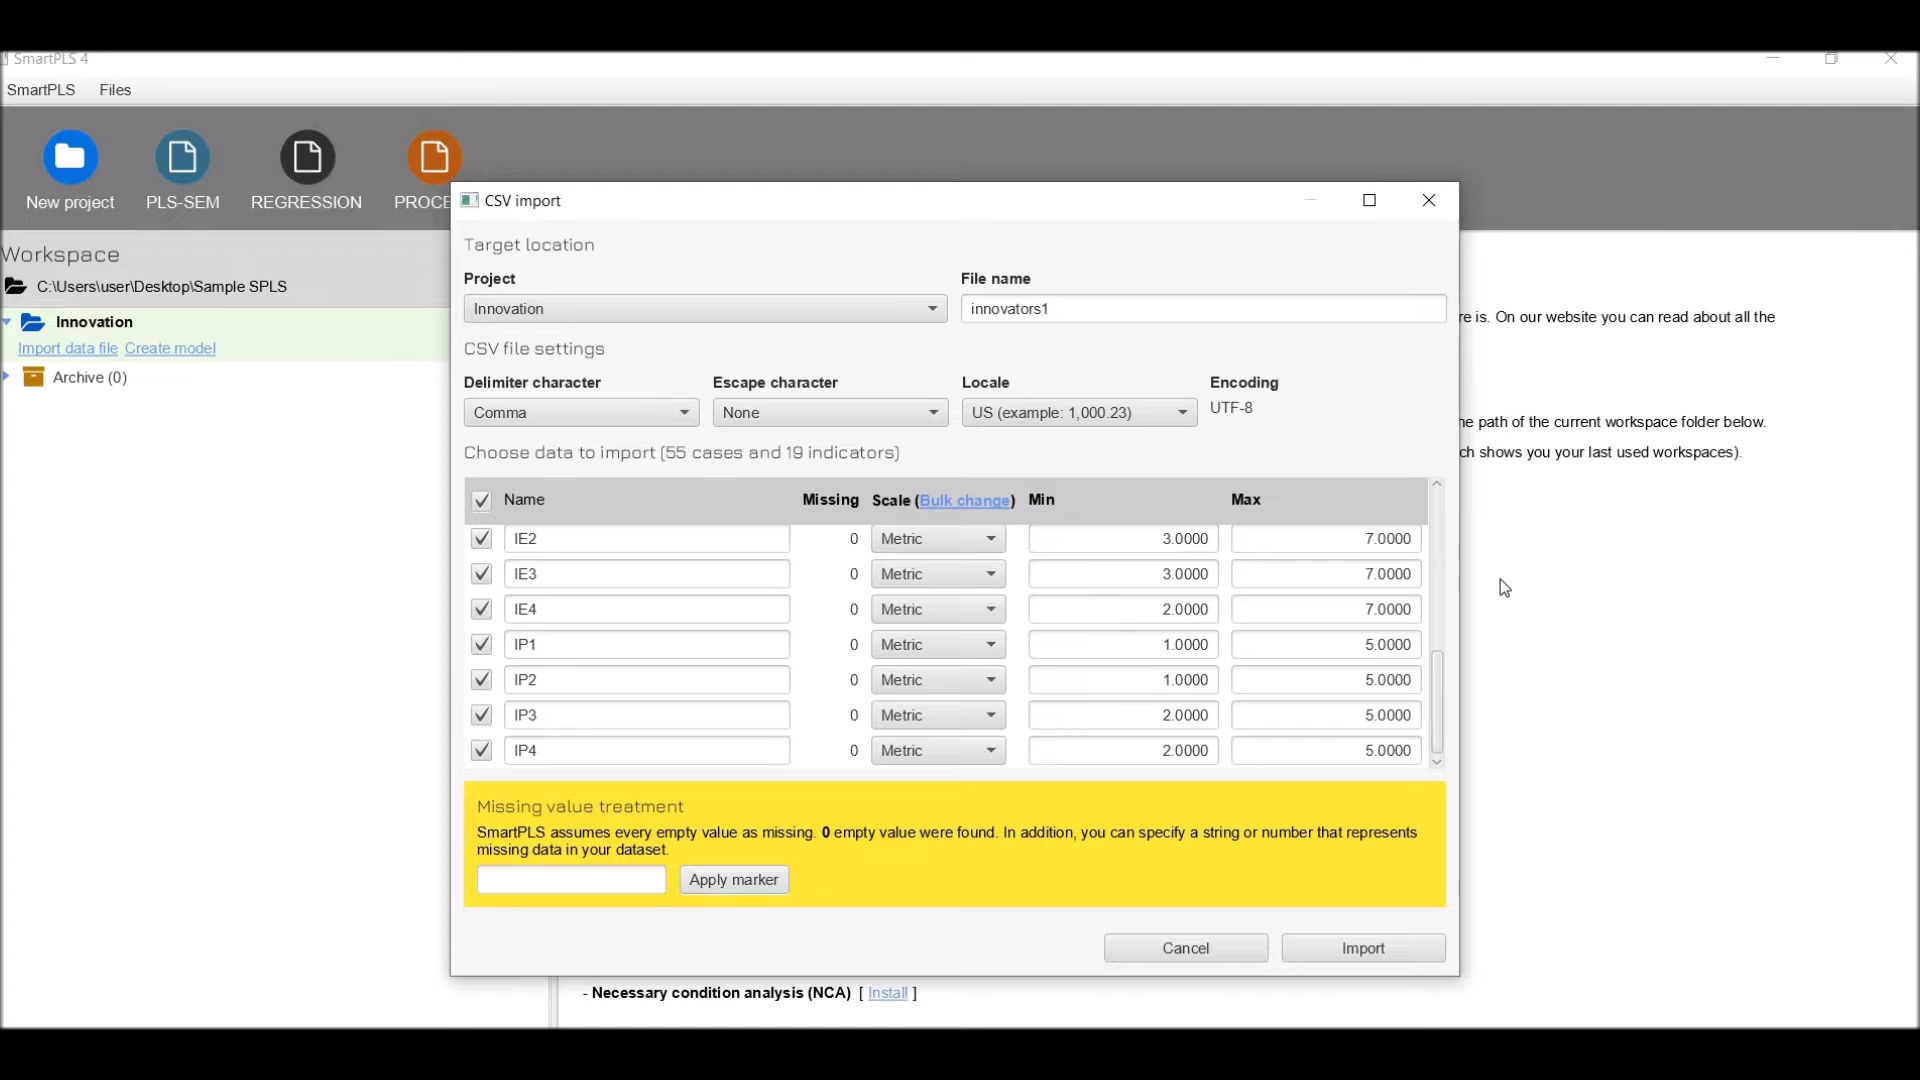 SmartPLS 4
SmartPLS Files
New project PLS-SEM REGRESSION PROCE
Workspace
C:\Users\user\Desktop\Sample SPLS
Innovation
Import data file Create model
Archive (0)
CSV import
Target location
Project File name
Innovation innovators1
CSV file settings
Delimiter character Escape character Locale Encoding
Comma None US (example: 1,000.23) UTF-8
Choose data to import (55 cases and 19 indicators)
Name Missing Scale (Bulk change) Min Max
IE2 0 Metric 3.0000 7.0000
IE3 0 Metric 3.0000 7.0000
IE4 0 Metric 2.0000 7.0000
IP1 0 Metric 1.0000 5.0000
IP2 0 Metric 1.0000 5.0000
IP3 0 Metric 2.0000 5.0000
IP4 0 Metric 2.0000 5.0000
Missing value treatment
SmartPLS assumes every empty value as missing. 0 empty value were found. In addition, you can specify a string or number that represents
missing data in your dataset.
Apply marker
Cancel Import
re is. On our website you can read about all the
he path of the current workspace folder below.
ch shows you your last used workspaces).
- Necessary condition analysis (NCA) [ Install ]